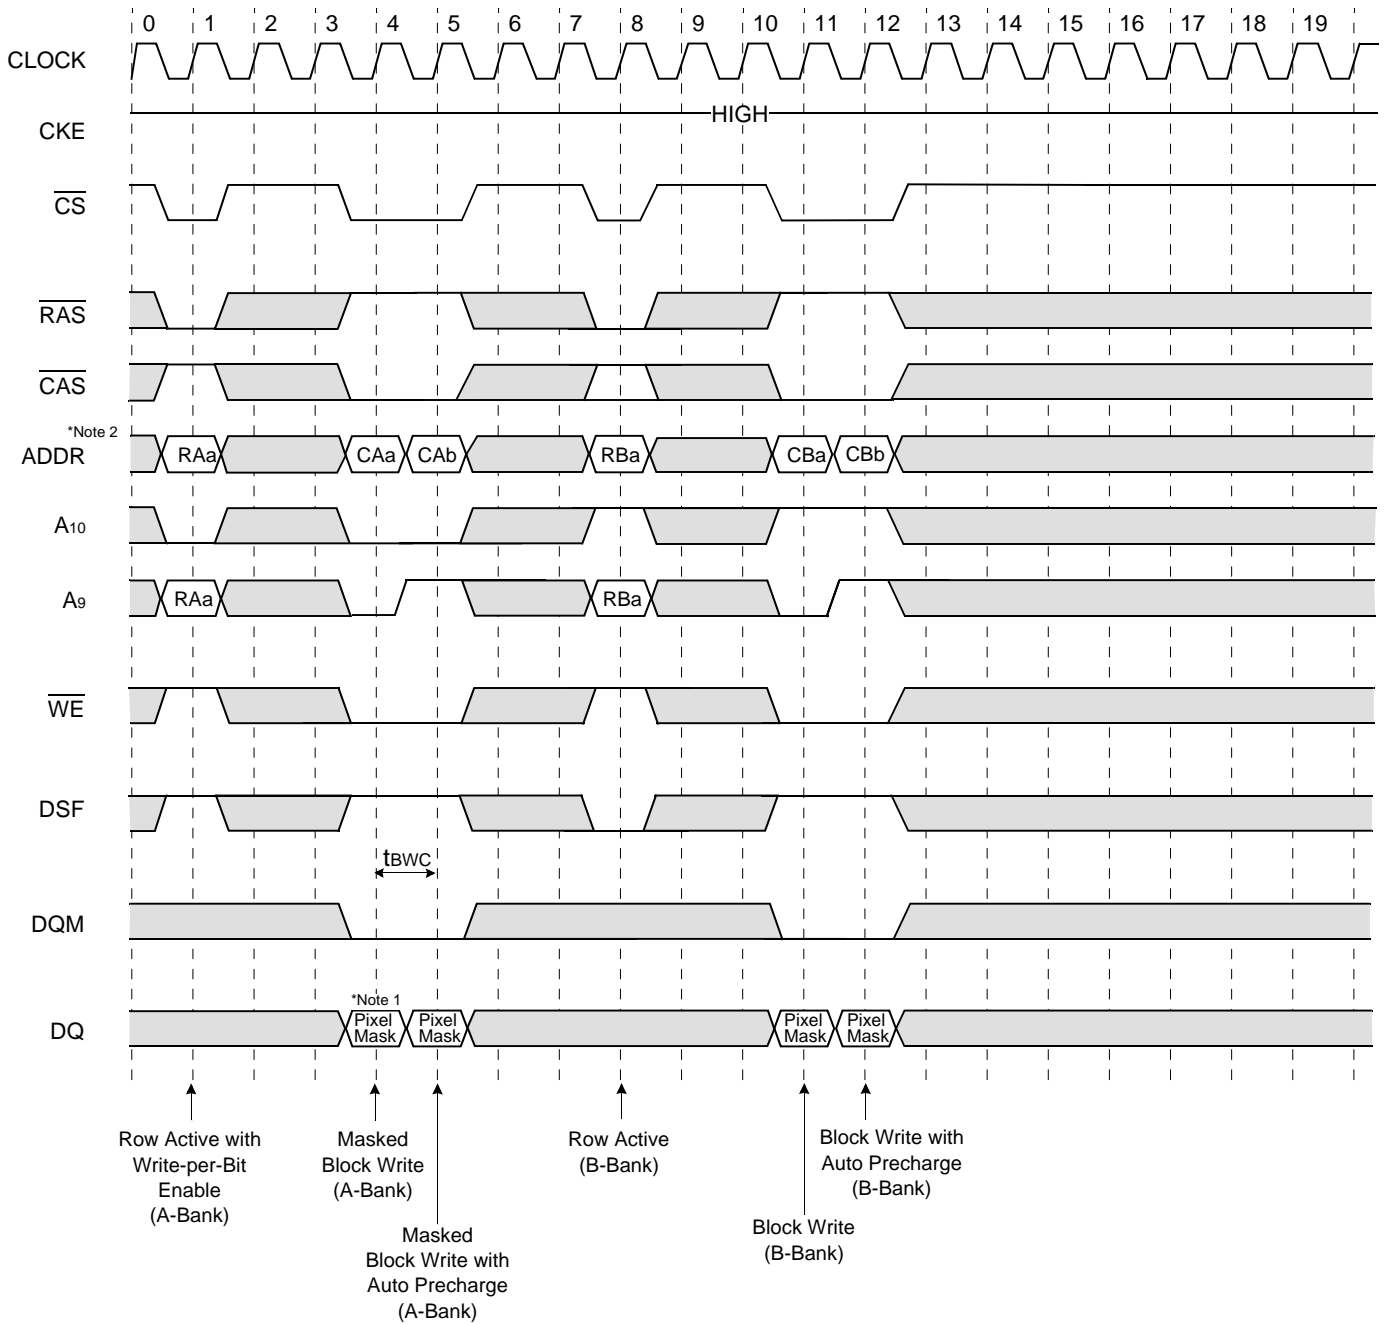 0 1 2 3 4 5 6 7 8 9 10 11 12 13 14 15 16 17 18 19
CLOCK
HIGH
CKE
CS
RAS
CAS
*Note 2
ADDR RAa CAa CAb RBa CBa CBb
A10
A9 RAa RBa
WE
DSF
tBWC
DQM
*Note 1
DQ
Pixel Mask
Pixel Mask
Pixel Mask
Pixel Mask
Row Active with
Write-per-Bit
Enable
(A-Bank)
Masked
Block Write
(A-Bank)
Masked
Block Write with
Auto Precharge
(A-Bank)
Row Active
(B-Bank)
Block Write
(B-Bank)
Block Write with
Auto Precharge
(B-Bank)